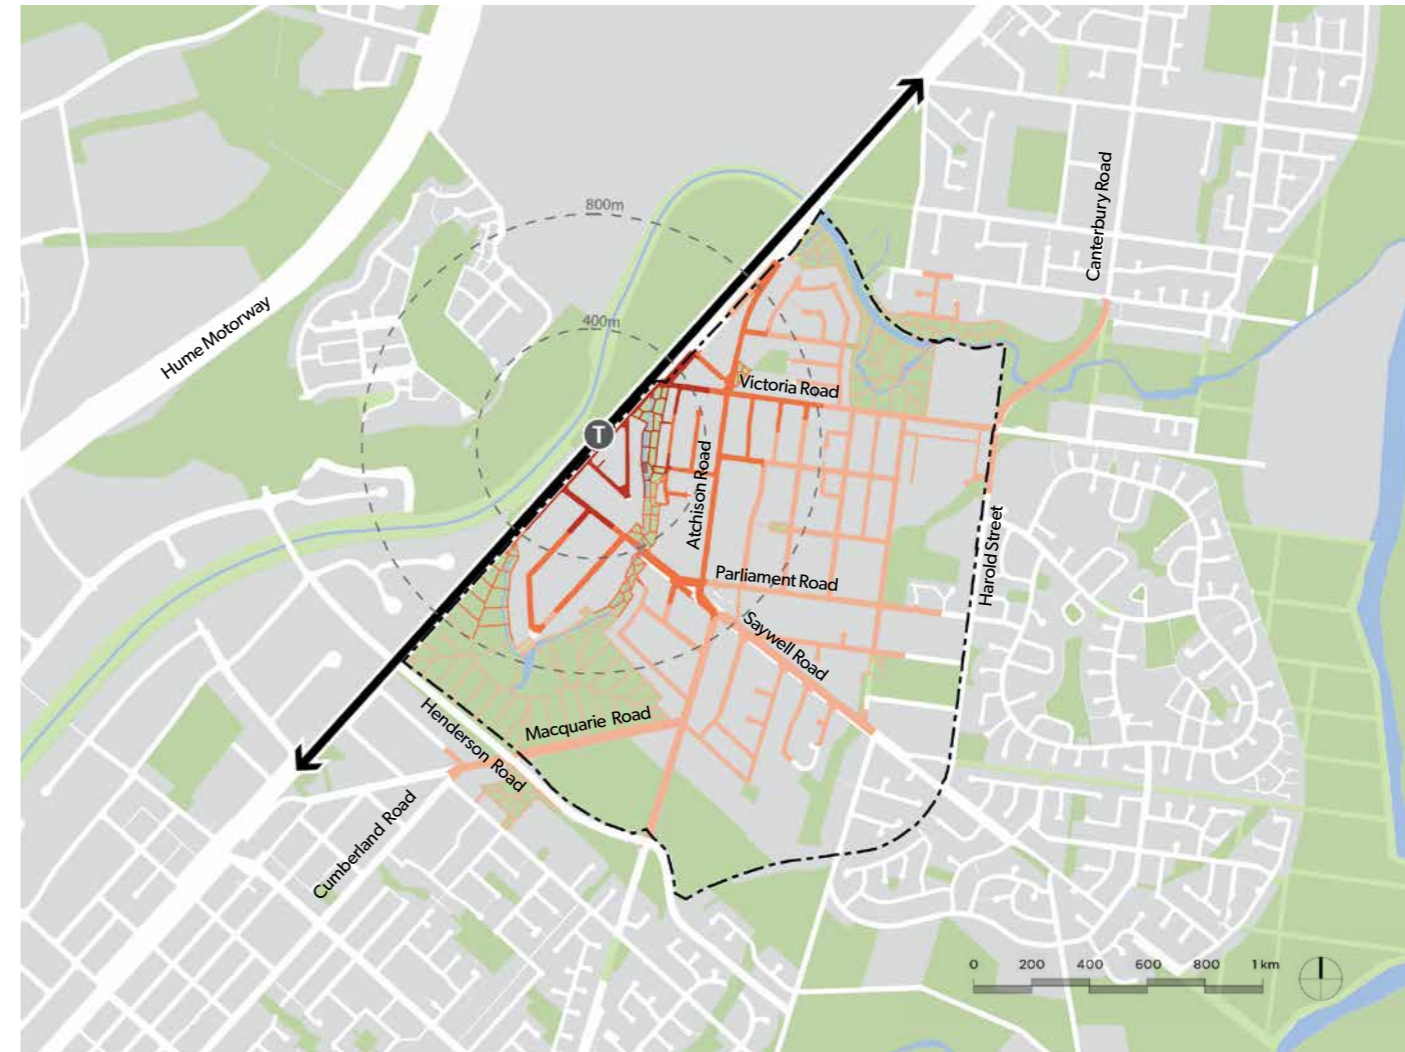 800m
Canterbury Road
Hume Motorway
400m
Victoria Road
T
Atchison Road
Harold Street
Parliament Road
Saywell Road
Henderson Road
Macquarie Road
Cumberland Road
0 200 400 600 800 1 km